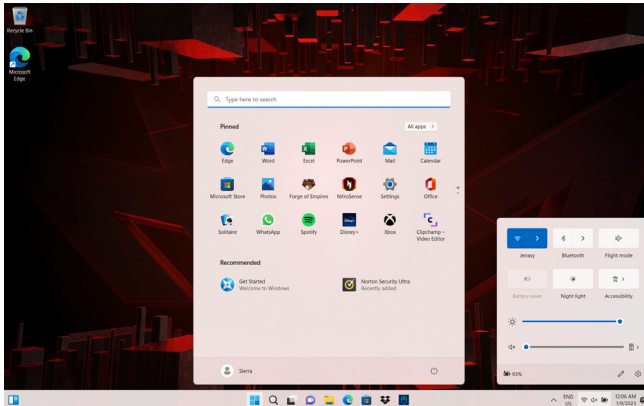 Recycle Bin
Microsoft
Edge
Type here to search
Pinned
All apps >
Edge
Word
Excel
PowerPoint
Mail
Calendar
Microsoft Store
Photos
Forge of Empires
NitroSense
Settings
Office
Solitaire
WhatsApp
Spotify
Disney+
Xbox
Clipchamp –
Video Editor
Recommended
Get Started
Welcome to Windows
Norton Security Ultra
Recently added
Sierra
Jenasy
Bluetooth
Flight mode
Battery saver
Night light
Accessibility
93%
ENG
US
12:06 AM
1/9/2023